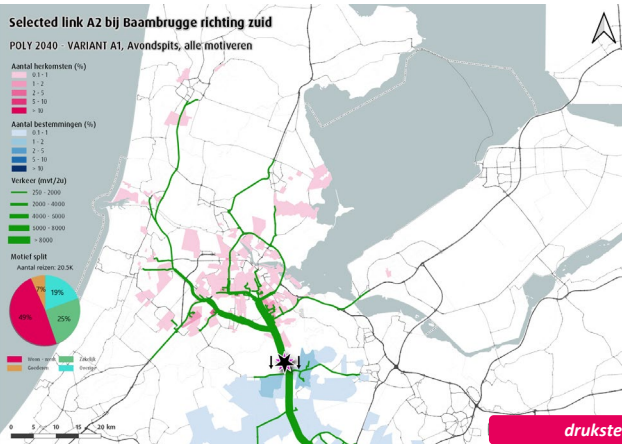 Selected link A2 bij Baambrugge richting zuid
POLY 2040 - VARIANT A1, Avondspits, alle motiveren
Aantal herkomsten (%)
0.1 - 1
1 - 2
2 - 5
5 - 10
> 10
Aantal bestemmingen (%)
0.1 - 1
1 - 2
2 - 5
5 - 10
> 10
Verkeer (mvt/2u)
250 - 2000
2000 - 4000
4000 - 6000
6000 - 8000
> 8000
Motief split
Aantal reizen: 20.5K
7%
19%
49%
25%
Woon - werk
Zakelijk
Goederen
Overige
0 5 10 15 20 km
drukste